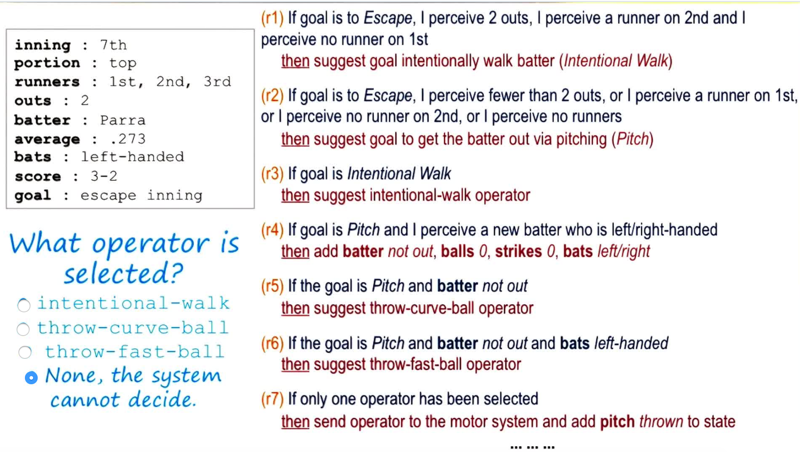 inning : 7th
portion : top
runners : 1st, 2nd, 3rd
outs : 2
batter : Parra
average : .273
bats : left-handed
score : 3-2
goal : escape inning
What operator is
selected?
intentional-walk
throw-curve-ball
throw-fast-ball
None, the system
cannot decide.
(r1) If goal is to Escape, I perceive 2 outs, I perceive a runner on 2nd and I
perceive no runner on 1st
then suggest goal intentionally walk batter (Intentional Walk)
(r2) If goal is to Escape, I perceive fewer than 2 outs, or I perceive a runner on 1st,
or I perceive no runner on 2nd, or I perceive no runners
then suggest goal to get the batter out via pitching (Pitch)
(r3) If goal is Intentional Walk
then suggest intentional-walk operator
(r4) If goal is Pitch and I perceive a new batter who is left/right-handed
then add batter not out, balls 0, strikes 0, bats left/right
(r5) If the goal is Pitch and batter not out
then suggest throw-curve-ball operator
(r6) If the goal is Pitch and batter not out and bats left-handed
then suggest throw-fast-ball operator
(r7) If only one operator has been selected
then send operator to the motor system and add pitch thrown to state
... ... ...